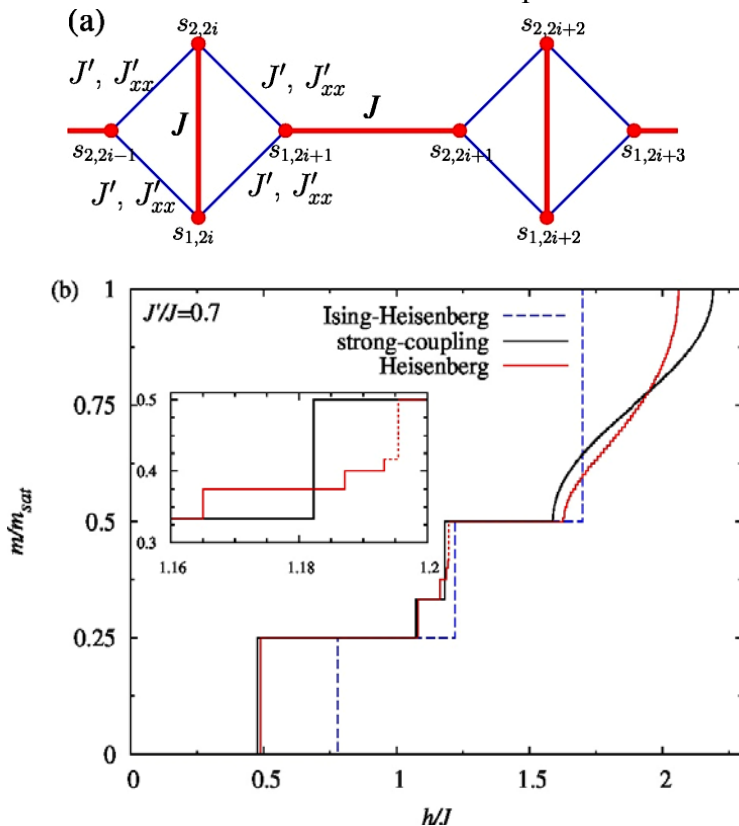 (a)
s2,2i s2,2i+2
J′, J′xx J′, J′xx
J J
s2,2i−1 s1,2i+1 s2,2i+1 s1,2i+3
J′, J′xx J′, J′xx
s1,2i s1,2i+2
(b)
1
J'/J=0.7
Ising-Heisenberg
strong-coupling
Heisenberg
0.75
0.5
0.4
0.3
1.16 1.18 1.2
m/msat
0.5
0.25
0
0 0.5 1 1.5 2
h/J